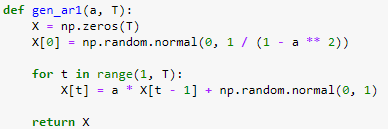 def gen_ar1(a, T):
    X = np.zeros(T)
    X[0] = np.random.normal(0, 1 / (1 - a ** 2))
    for t in range(1, T):
        X[t] = a * X[t - 1] + np.random.normal(0, 1)
    return X